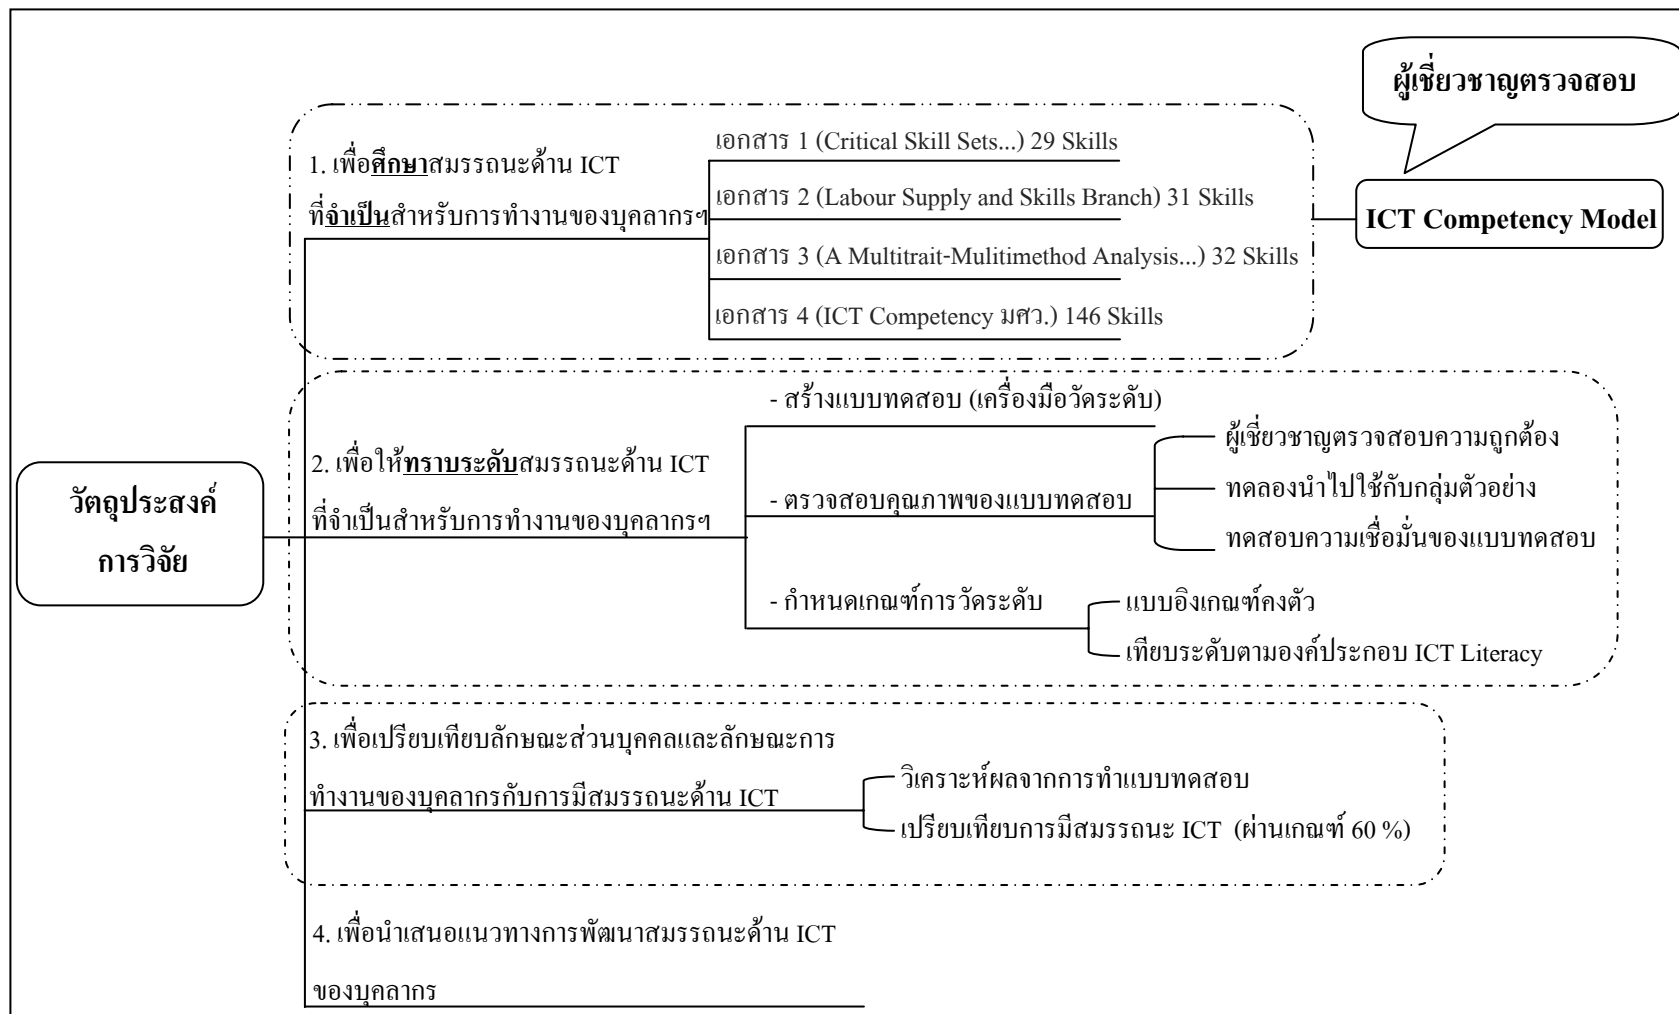 ผู้เชี่ยวชาญตรวจสอบ
ICT Competency Model
วัตถุประสงค์
การวิจัย
1. เพื่อศึกษาสมรรถนะด้าน ICT
ที่จำเป็นสำหรับการทำงานของบุคลากรฯ
เอกสาร 1 (Critical Skill Sets...) 29 Skills
เอกสาร 2 (Labour Supply and Skills Branch) 31 Skills
เอกสาร 3 (A Multitrait-Mulitimethod Analysis...) 32 Skills
เอกสาร 4 (ICT Competency มศว.) 146 Skills
2. เพื่อให้ทราบระดับสมรรถนะด้าน ICT
ที่จำเป็นสำหรับการทำงานของบุคลากรฯ
- สร้างแบบทดสอบ (เครื่องมือวัดระดับ)
- ตรวจสอบคุณภาพของแบบทดสอบ
ผู้เชี่ยวชาญตรวจสอบความถูกต้อง
ทดลองนำไปใช้กับกลุ่มตัวอย่าง
ทดสอบความเชื่อมั่นของแบบทดสอบ
- กำหนดเกณฑ์การวัดระดับ
แบบอิงเกณฑ์คงตัว
เทียบระดับตามองค์ประกอบ ICT Literacy
3. เพื่อเปรียบเทียบลักษณะส่วนบุคคลและลักษณะการ
ทำงานของบุคลากรกับการมีสมรรถนะด้าน ICT
วิเคราะห์ผลจากการทำแบบทดสอบ
เปรียบเทียบการมีสมรรถนะ ICT (ผ่านเกณฑ์ 60 %)
4. เพื่อนำเสนอแนวทางการพัฒนาสมรรถนะด้าน ICT
ของบุคลากร